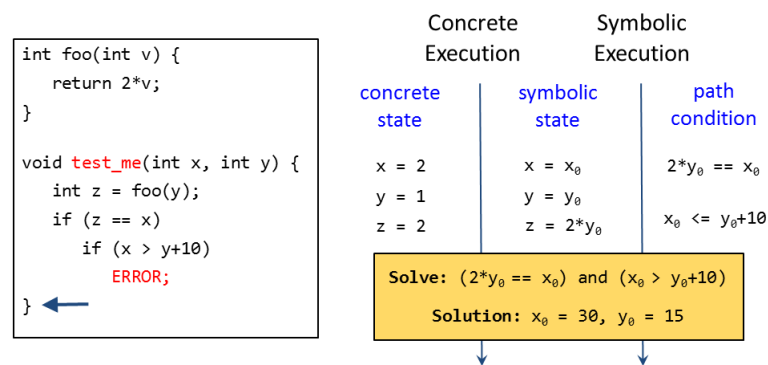 int foo(int v) {
return 2*v;
}
void test_me(int x, int y) {
int z = foo(y);
if (z == x)
if (x > y+10)
ERROR;
}
Concrete
Execution
Symbolic
Execution
concrete
state
symbolic
state
path
condition
x = 2
y = 1
z = 2
x = x₀
y = y₀
z = 2*y₀
2*y₀ == x₀
x₀ <= y₀+10
Solve: (2*y₀ == x₀) and (x₀ > y₀+10)
Solution: x₀ = 30, y₀ = 15